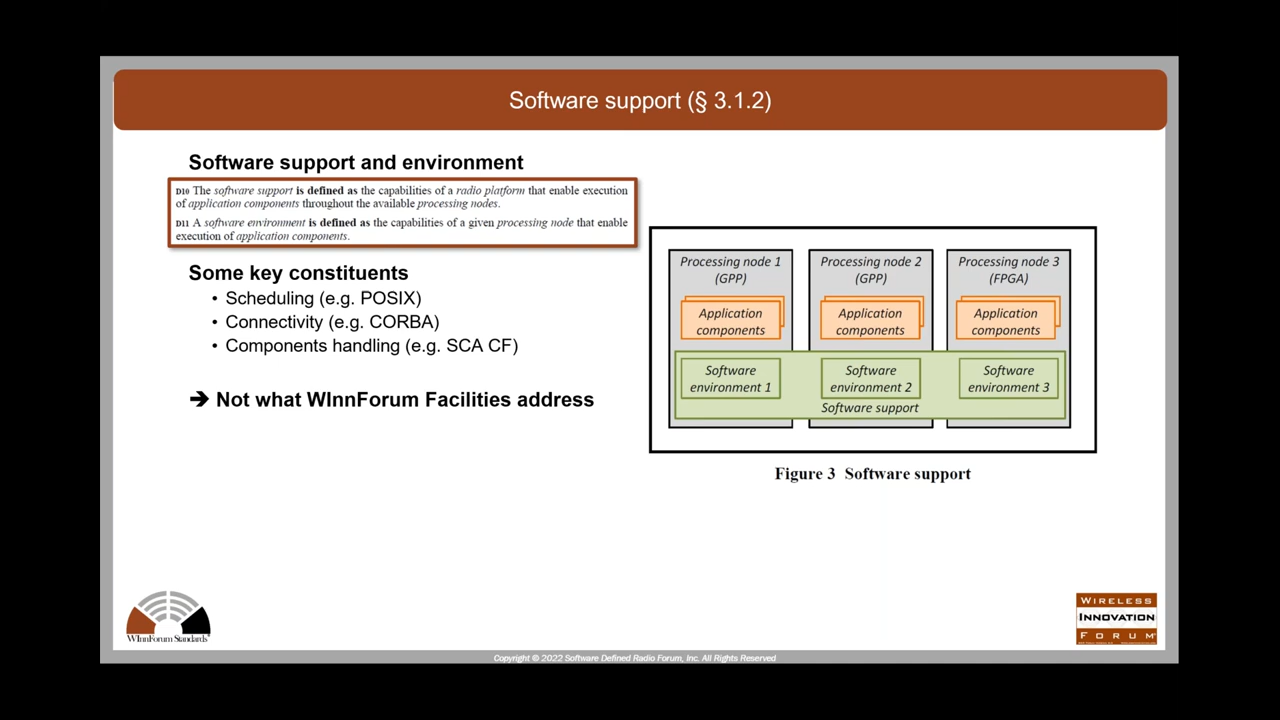 Software support (§ 3.1.2)
Software support and environment
D10 The software support is defined as the capabilities of a radio platform that enable execution
of application components throughout the available processing nodes.
D11 A software environment is defined as the capabilities of a given processing node that enable
execution of application components.
Some key constituents
• Scheduling (e.g. POSIX)
• Connectivity (e.g. CORBA)
• Components handling (e.g. SCA CF)
➔ Not what WInnForum Facilities address
Processing node 1
(GPP)
Application
components
Software
environment 1
Processing node 2
(GPP)
Application
components
Software
environment 2
Processing node 3
(FPGA)
Application
components
Software
environment 3
Software support
Figure 3 Software support
WInnForum Standards®
WIRELESS
INNOVATION
FORUM®
Copyright © 2022 Software Defined Radio Forum, Inc. All Rights Reserved